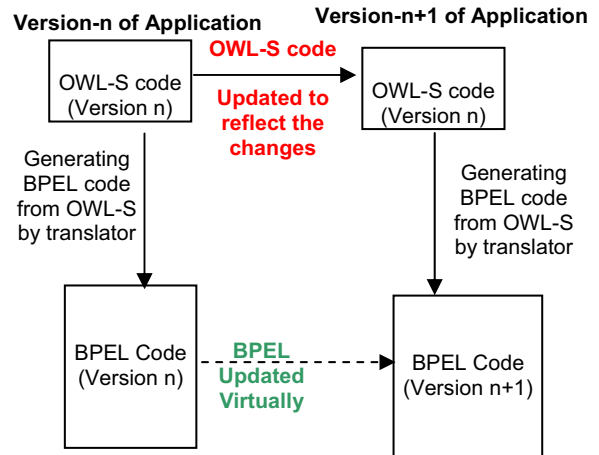 Version-n of Application
Version-n+1 of Application
OWL-S code
(Version n)
OWL-S code
Updated to
reflect the
changes
OWL-S code
(Version n)
Generating
BPEL code
from OWL-S
by translator
Generating
BPEL code
from OWL-S
by translator
BPEL Code
(Version n)
BPEL
Updated
Virtually
BPEL Code
(Version n+1)